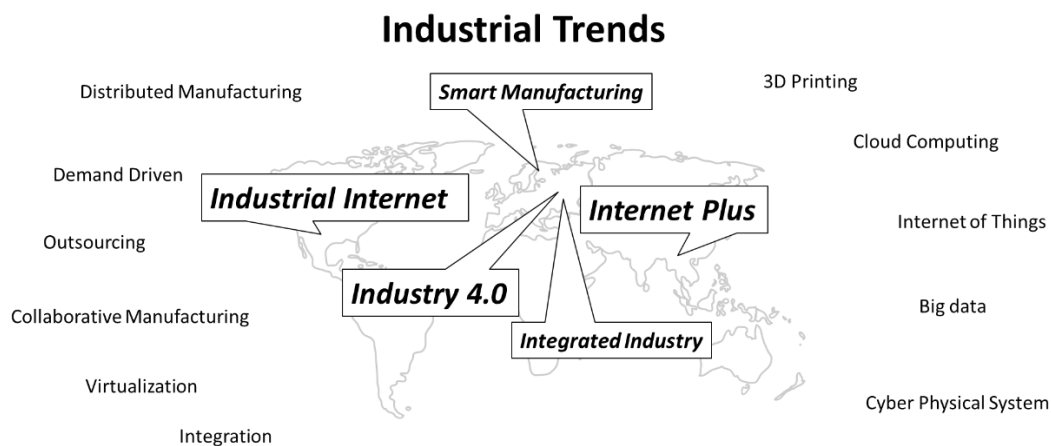 Industrial Trends
Distributed Manufacturing
Smart Manufacturing
3D Printing
Cloud Computing
Demand Driven
Industrial Internet
Internet Plus
Internet of Things
Outsourcing
Industry 4.0
Big data
Collaborative Manufacturing
Integrated Industry
Virtualization
Cyber Physical System
Integration